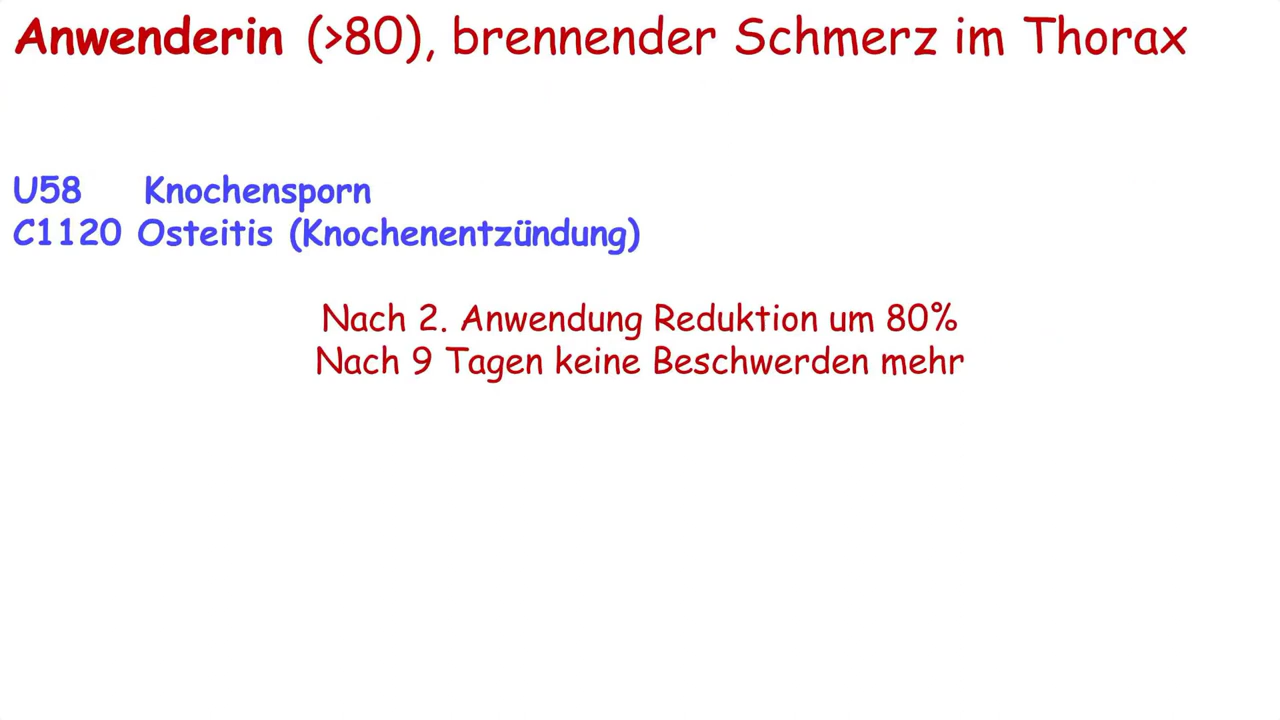 Anwenderin (>80), brennender Schmerz im Thorax
U58 Knochensporn
C1120 Osteitis (Knochenentzündung)
Nach 2. Anwendung Reduktion um 80%
Nach 9 Tagen keine Beschwerden mehr